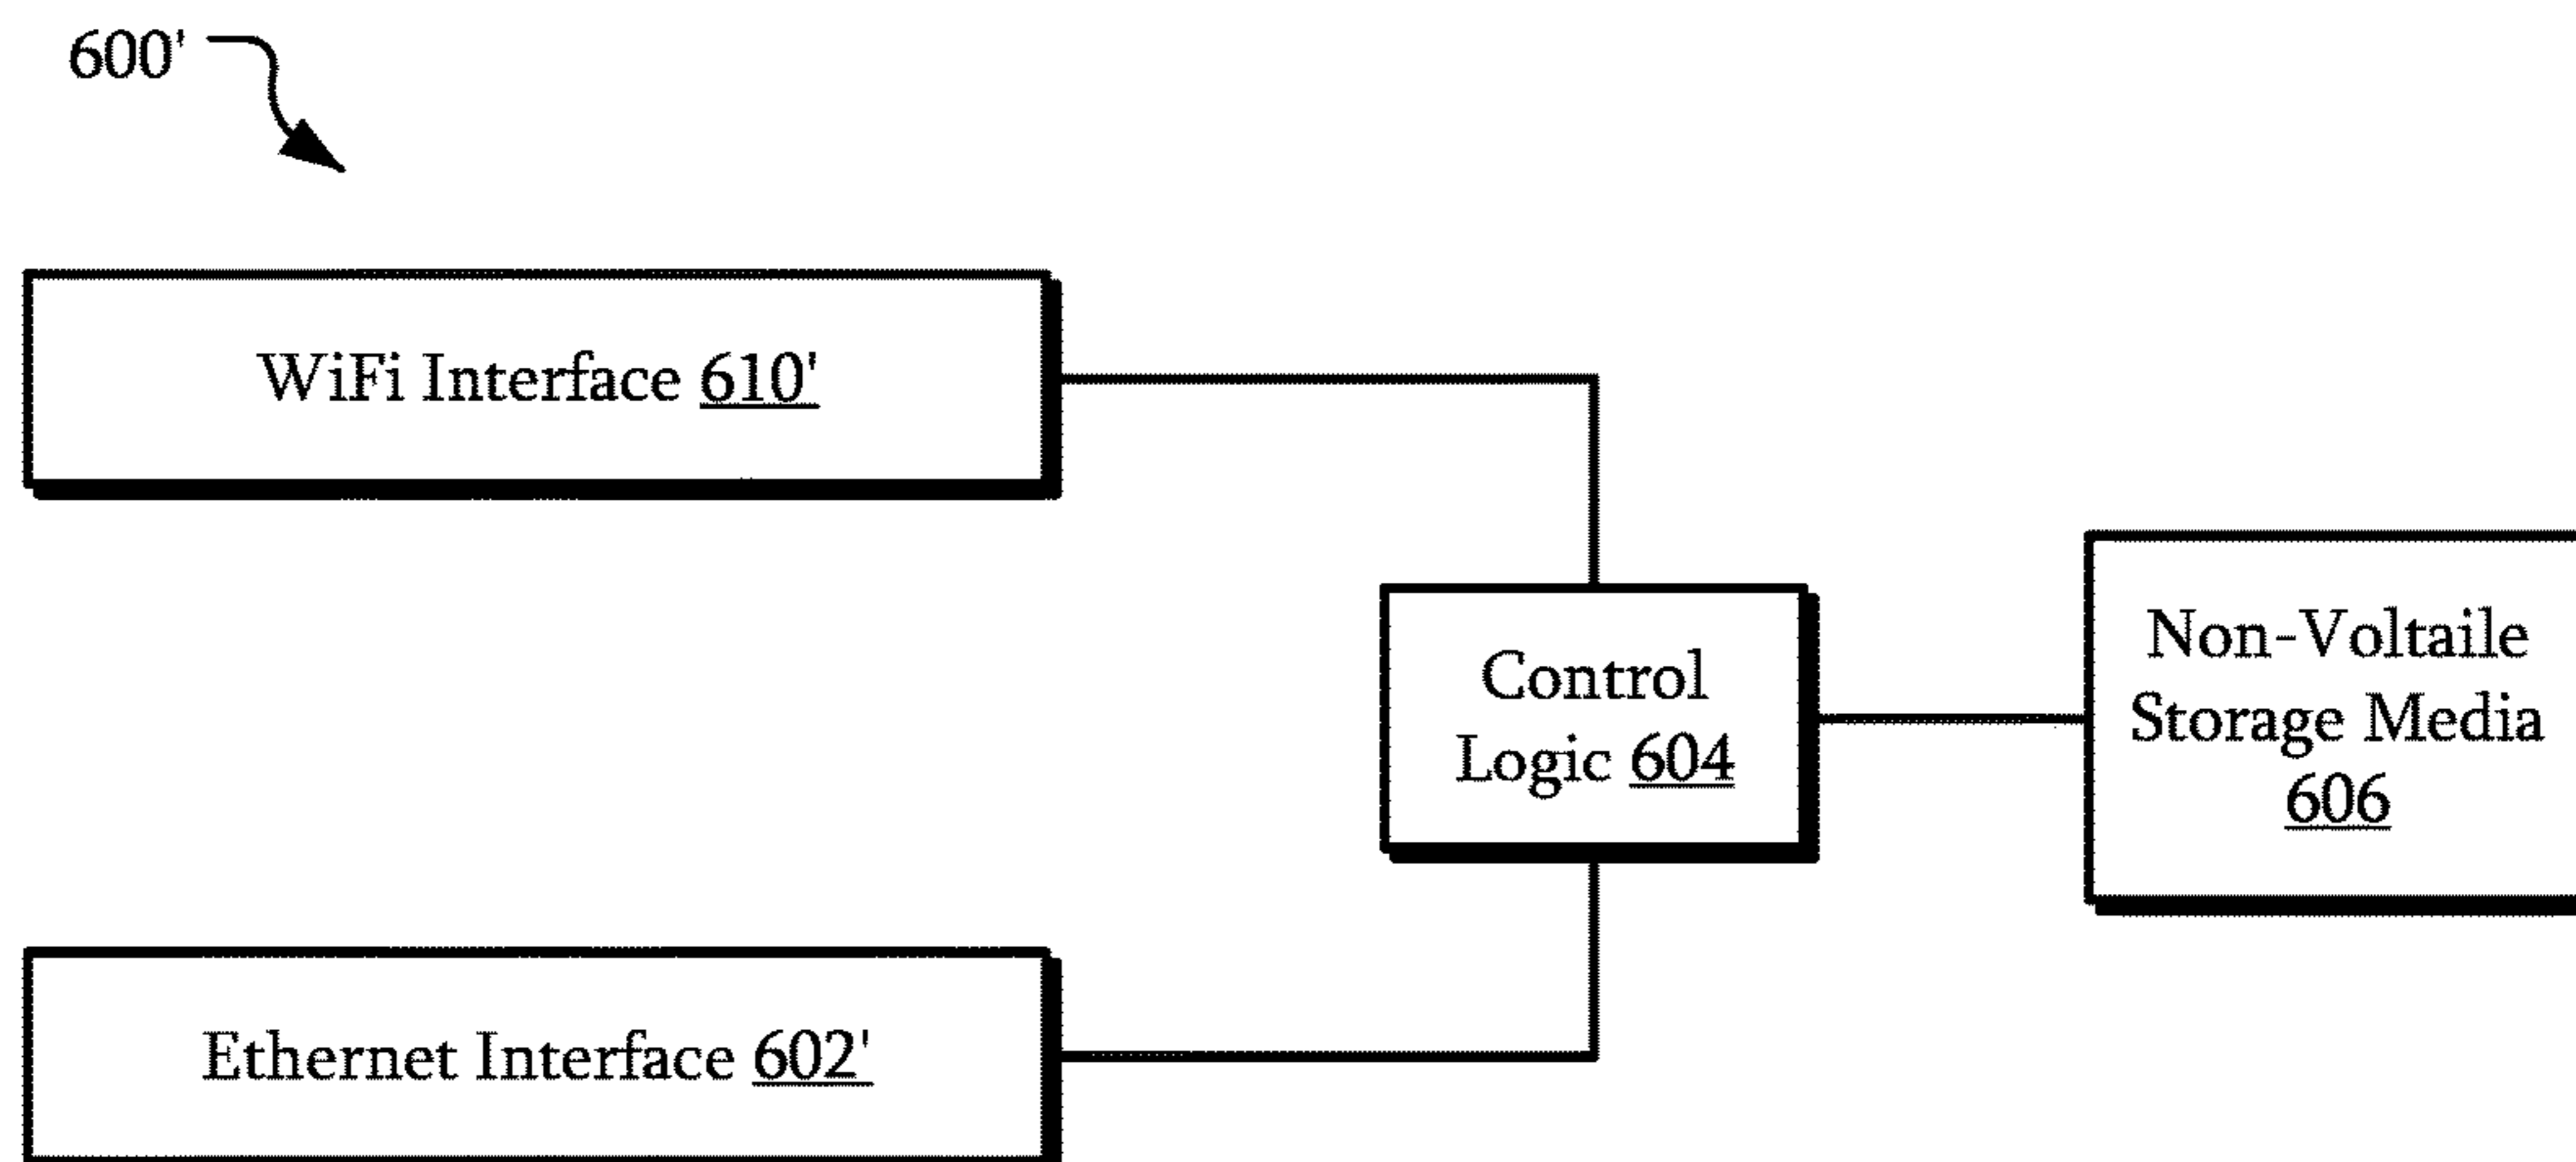 600'
WiFi Interface 610'
Control
Logic 604
Non-Voltaile
Storage Media
606
Ethernet Interface 602'